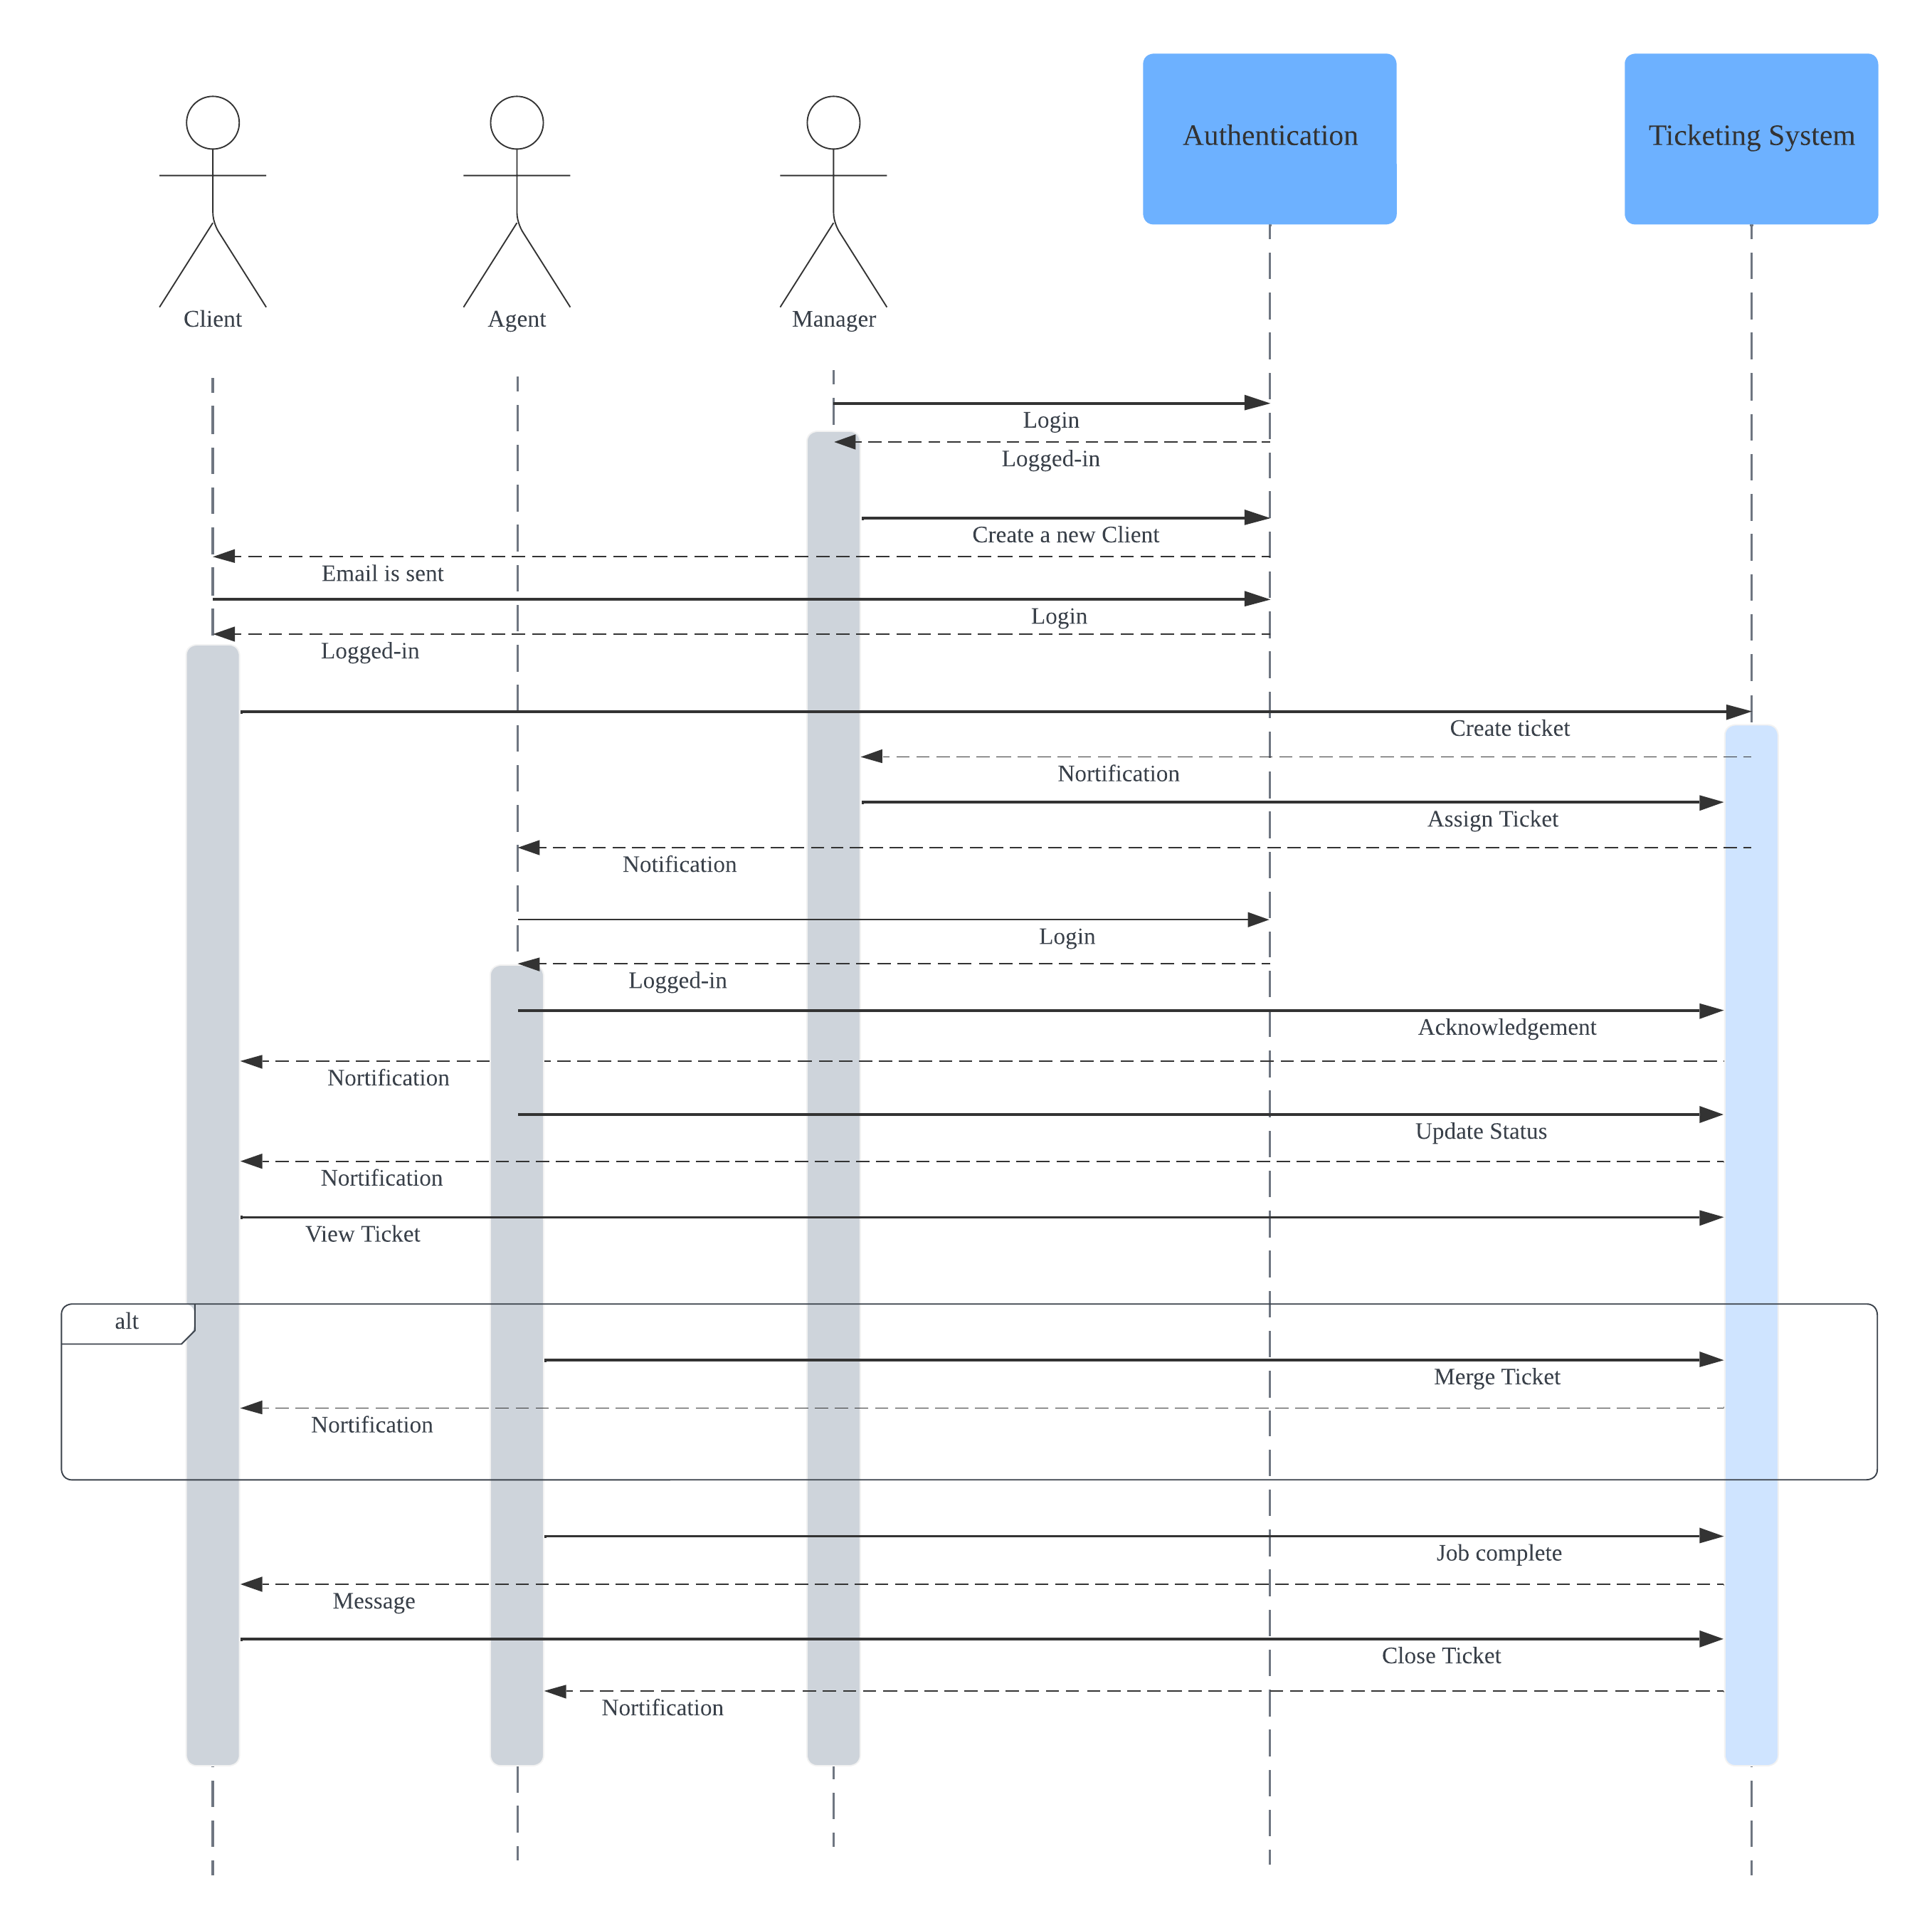 Authentication
Ticketing System
Client
Agent
Manager
Login
Logged-in
Create a new Client
Email is sent
Login
Logged-in
Create ticket
Nortification
Assign Ticket
Notification
Login
Logged-in
Acknowledgement
Nortification
Update Status
Nortification
View Ticket
alt
Merge Ticket
Nortification
Job complete
Message
Close Ticket
Nortification